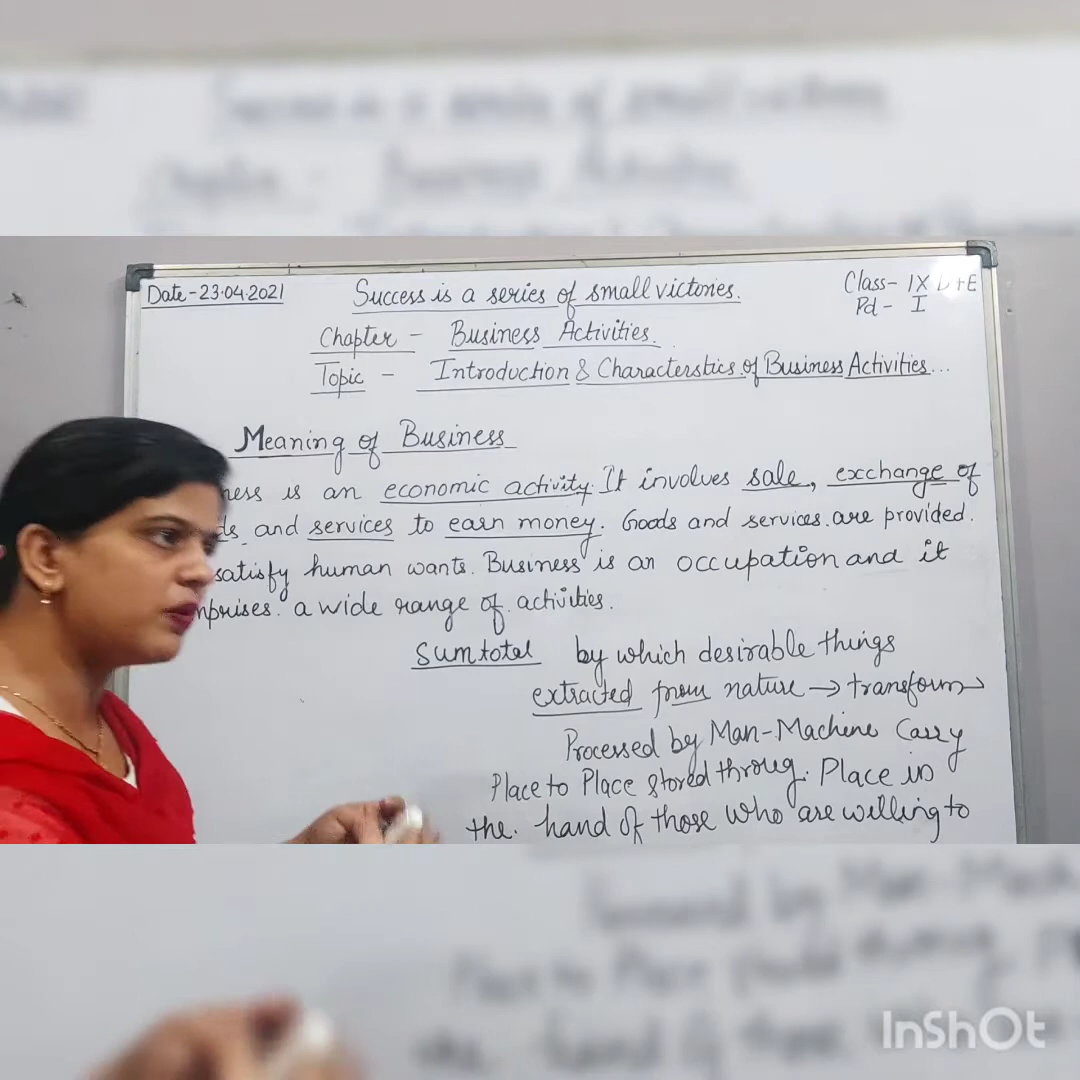 Date-23.04.2021
Success is a series of small victories.
Class- IX D+E
Pd- I
Chapter - Business Activities.
Topic - Introduction & Characterstics of Business Activities...
Meaning of Business
ness is an economic activity. It involves sale, exchange of
ds and services to earn money. Goods and services are provided.
satisfy human wants. Business is an occupation and it
mprises. a wide range of activities.
Sumtotal by which desirable things
extracted from nature → transform →
Processed by Man-Machine Carry
Place to Place stored throug. Place in
the. hand of those who are willing to
InShOt